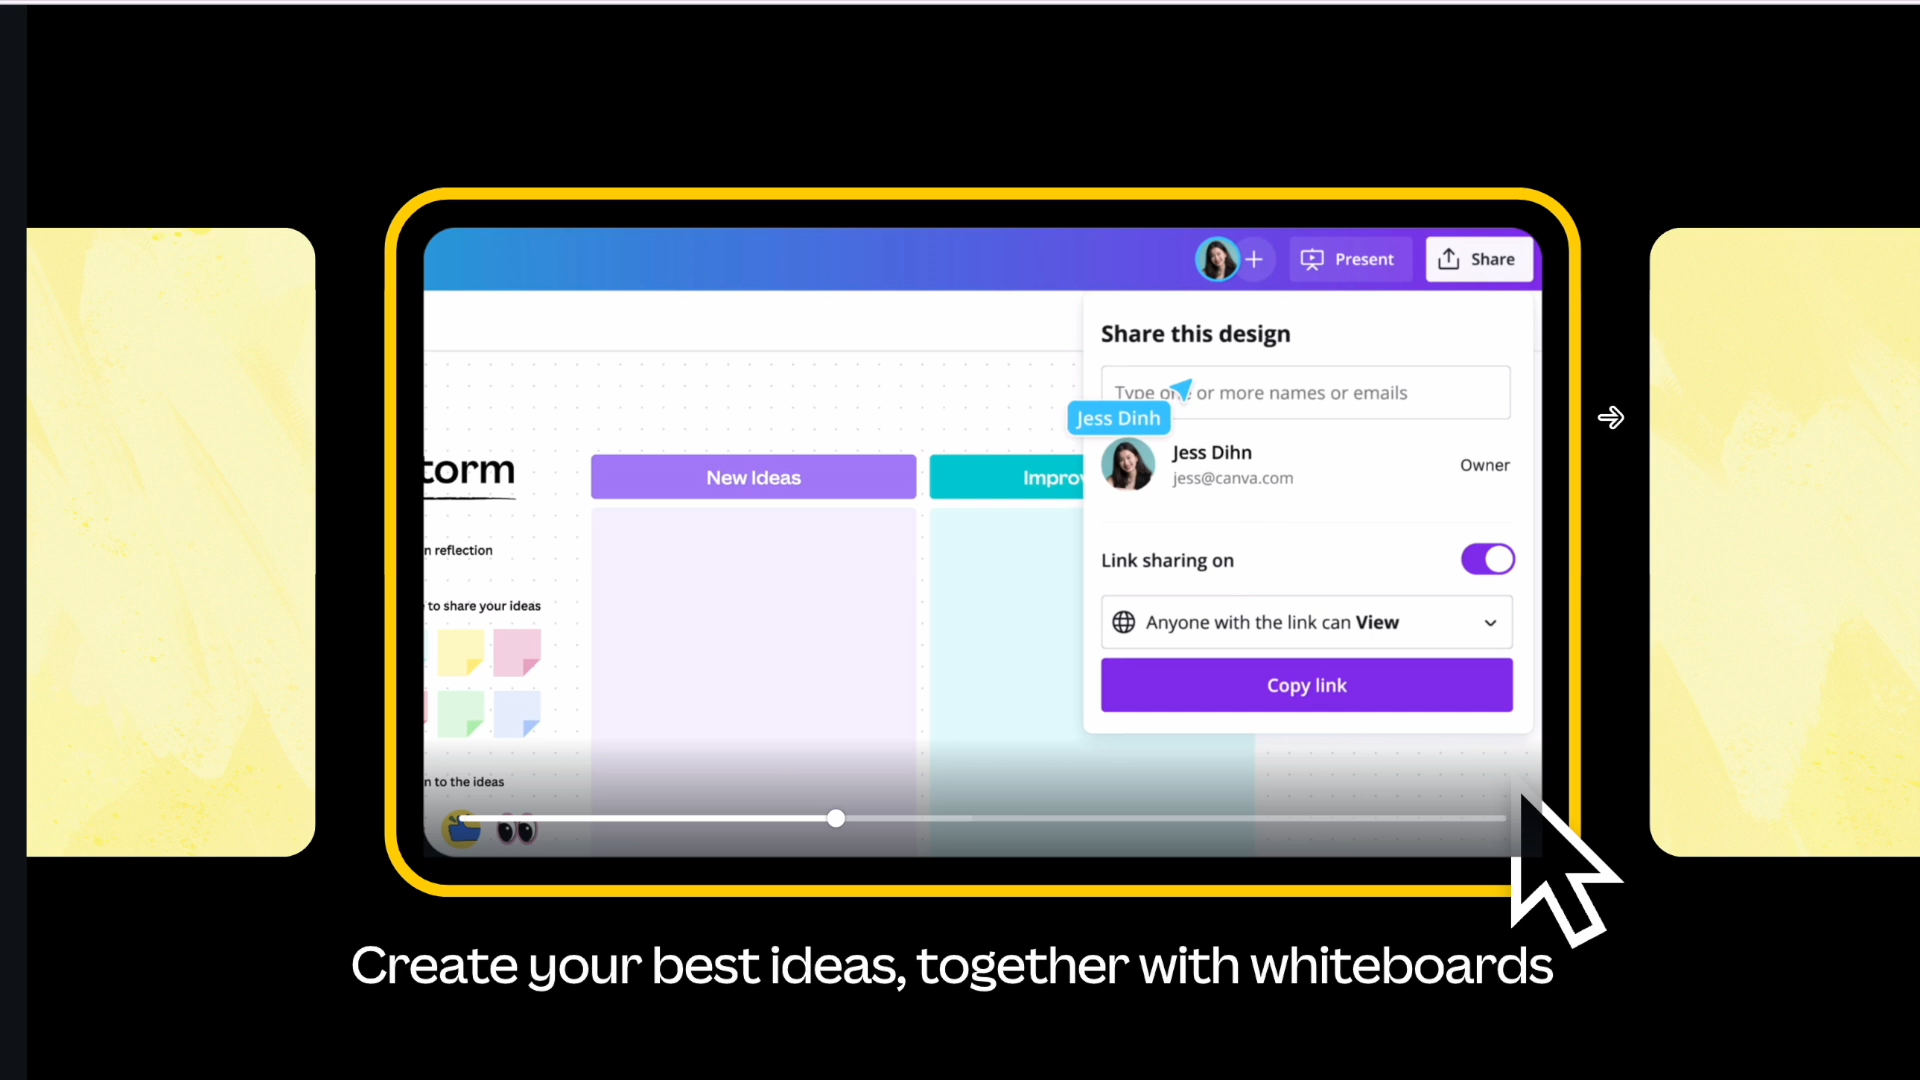 Present
Share
Share this design
Type or more names or emails
Jess Dinh
Jess Dihn
jess@canva.com
Owner
torm
New Ideas
Improv
n reflection
Link sharing on
to share your ideas
Anyone with the link can View
Copy link
n to the ideas
Create your best ideas, together with whiteboards